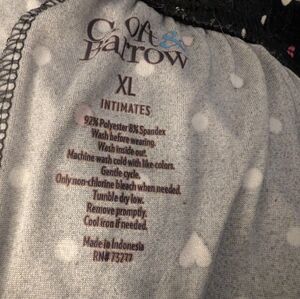 Colt &
Barrow
XL
INTIMATES
92% Polyester 8% Spandex
Wash before wearing.
Wash inside out.
Machine wash cold with like colors.
Gentle cycle.
Only non-chlorine bleach when needed.
Tumble dry low.
Remove promptly.
Cool iron if needed.
Made in Indonesia
RN# 73277